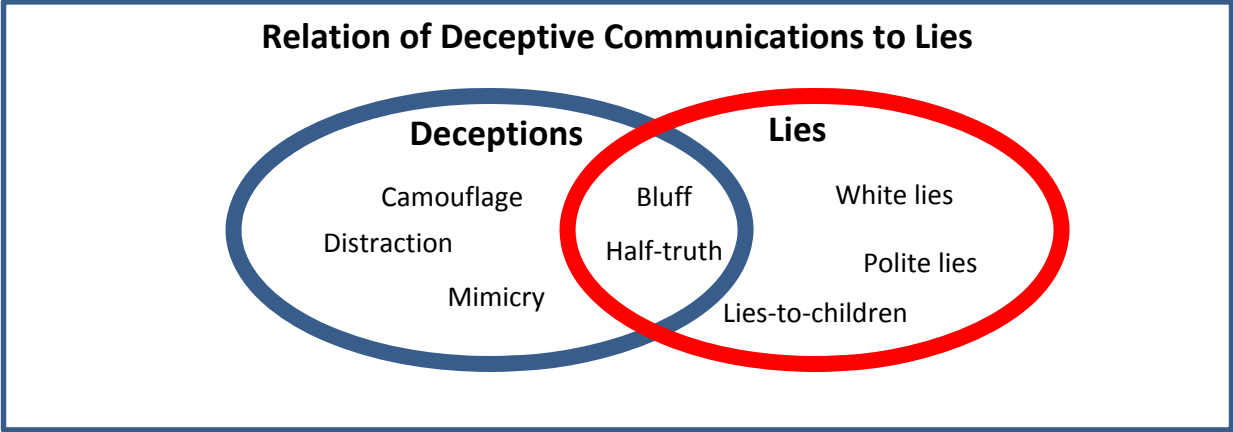 Relation of Deceptive Communications to Lies
Deceptions
Lies
Camouflage
Bluff
White lies
Distraction
Half-truth
Polite lies
Mimicry
Lies-to-children